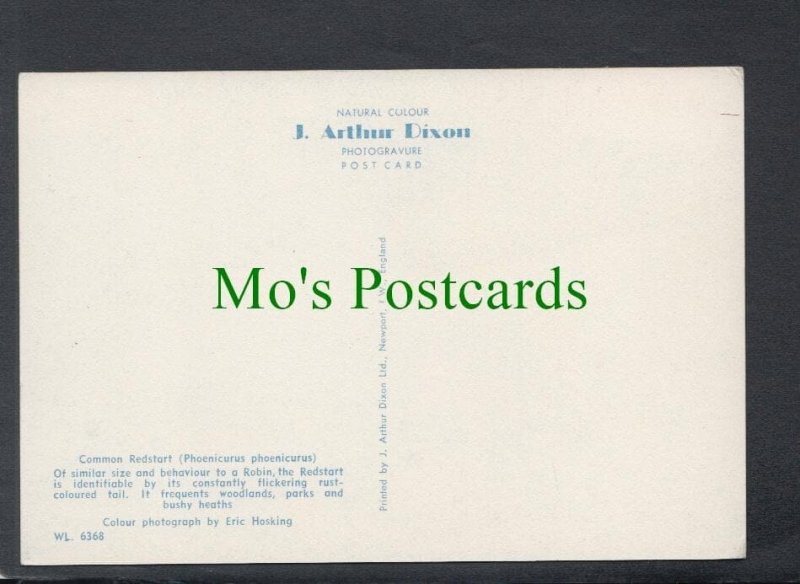 NATURAL COLOUR
J. Arthur Dixon
PHOTOGRAVURE
POST CARD
Mo's Postcards
Printed by J. Arthur Dixon Ltd., Newport, I.W., England
Common Redstart (Phoenicurus phoenicurus)
Of similar size and behaviour to a Robin, the Redstart
is identifiable by its constantly flickering rust-
coloured tail. It frequents woodlands, parks and
bushy heaths
Colour photograph by Eric Hosking
WL. 6368